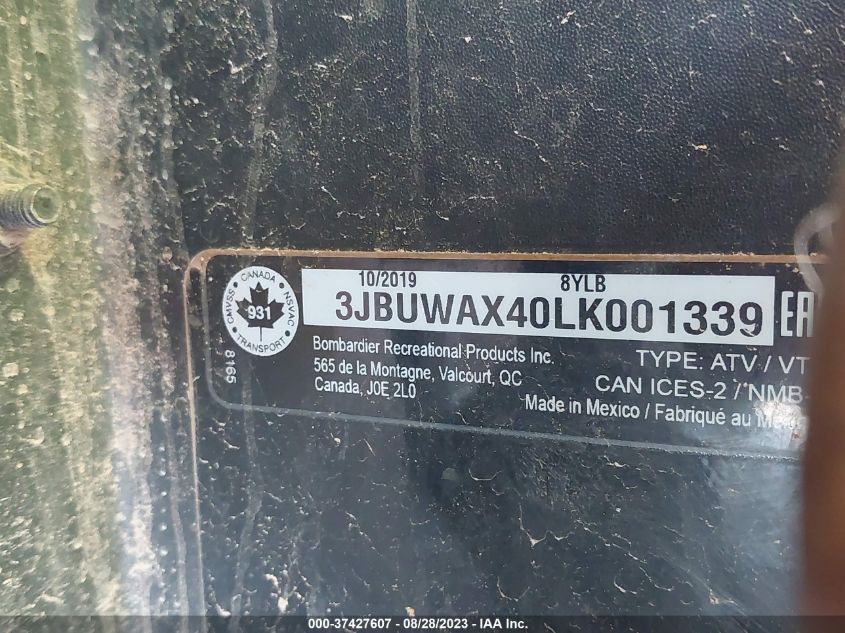 10/2019 8YLB
3JBUWAX40LK001339
EA
CANADA
CMVSS
NSVAC
931
TRANSPORT
8165
Bombardier Recreational Products Inc.
565 de la Montagne, Valcourt, QC
Canada, J0E 2L0
TYPE: ATV / VT
CAN ICES-2 / NMB-
Made in Mexico / Fabriqué au
000-37427607 / 08/28/2023 - IAA Inc.